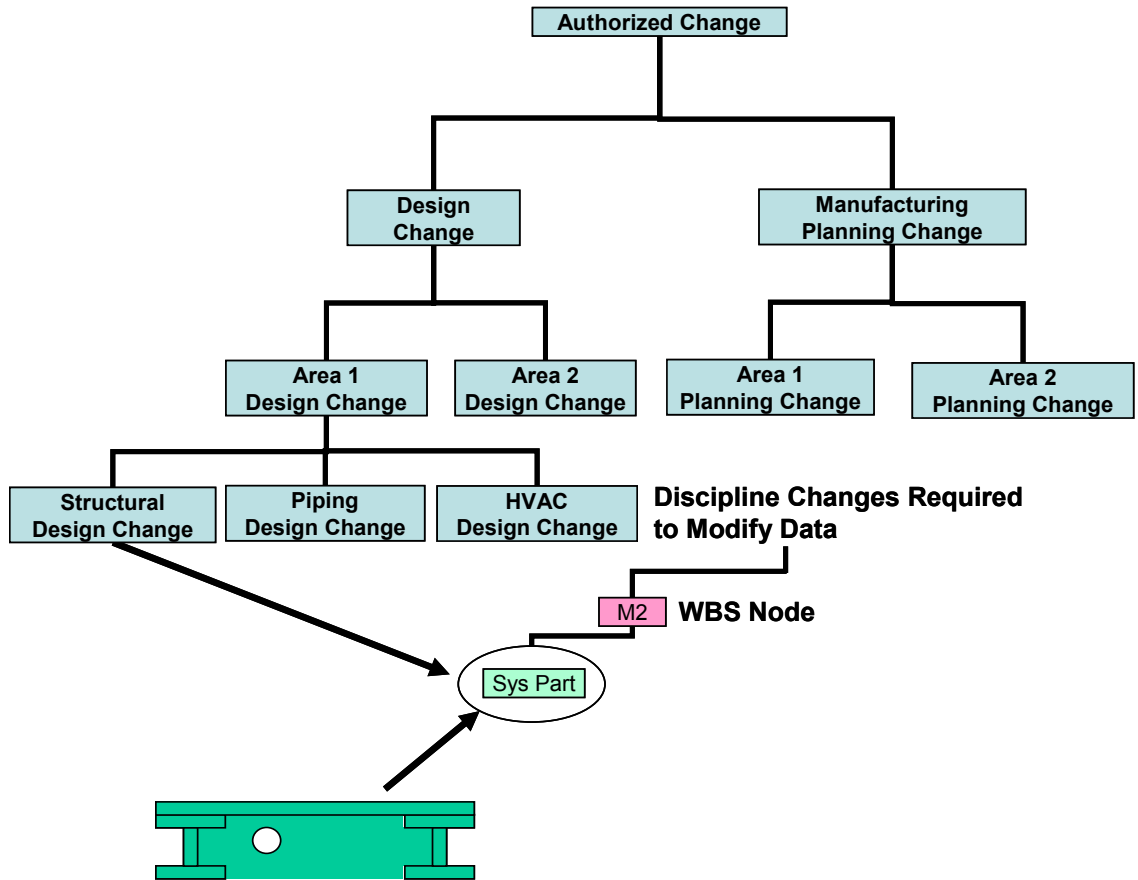 Authorized Change
Design
Change
Manufacturing
Planning Change
Area 1
Design Change
Area 2
Design Change
Area 1
Planning Change
Area 2
Planning Change
Structural
Design Change
Piping
Design Change
HVAC
Design Change
Discipline Changes Required
to Modify Data
M2
WBS Node
Sys Part